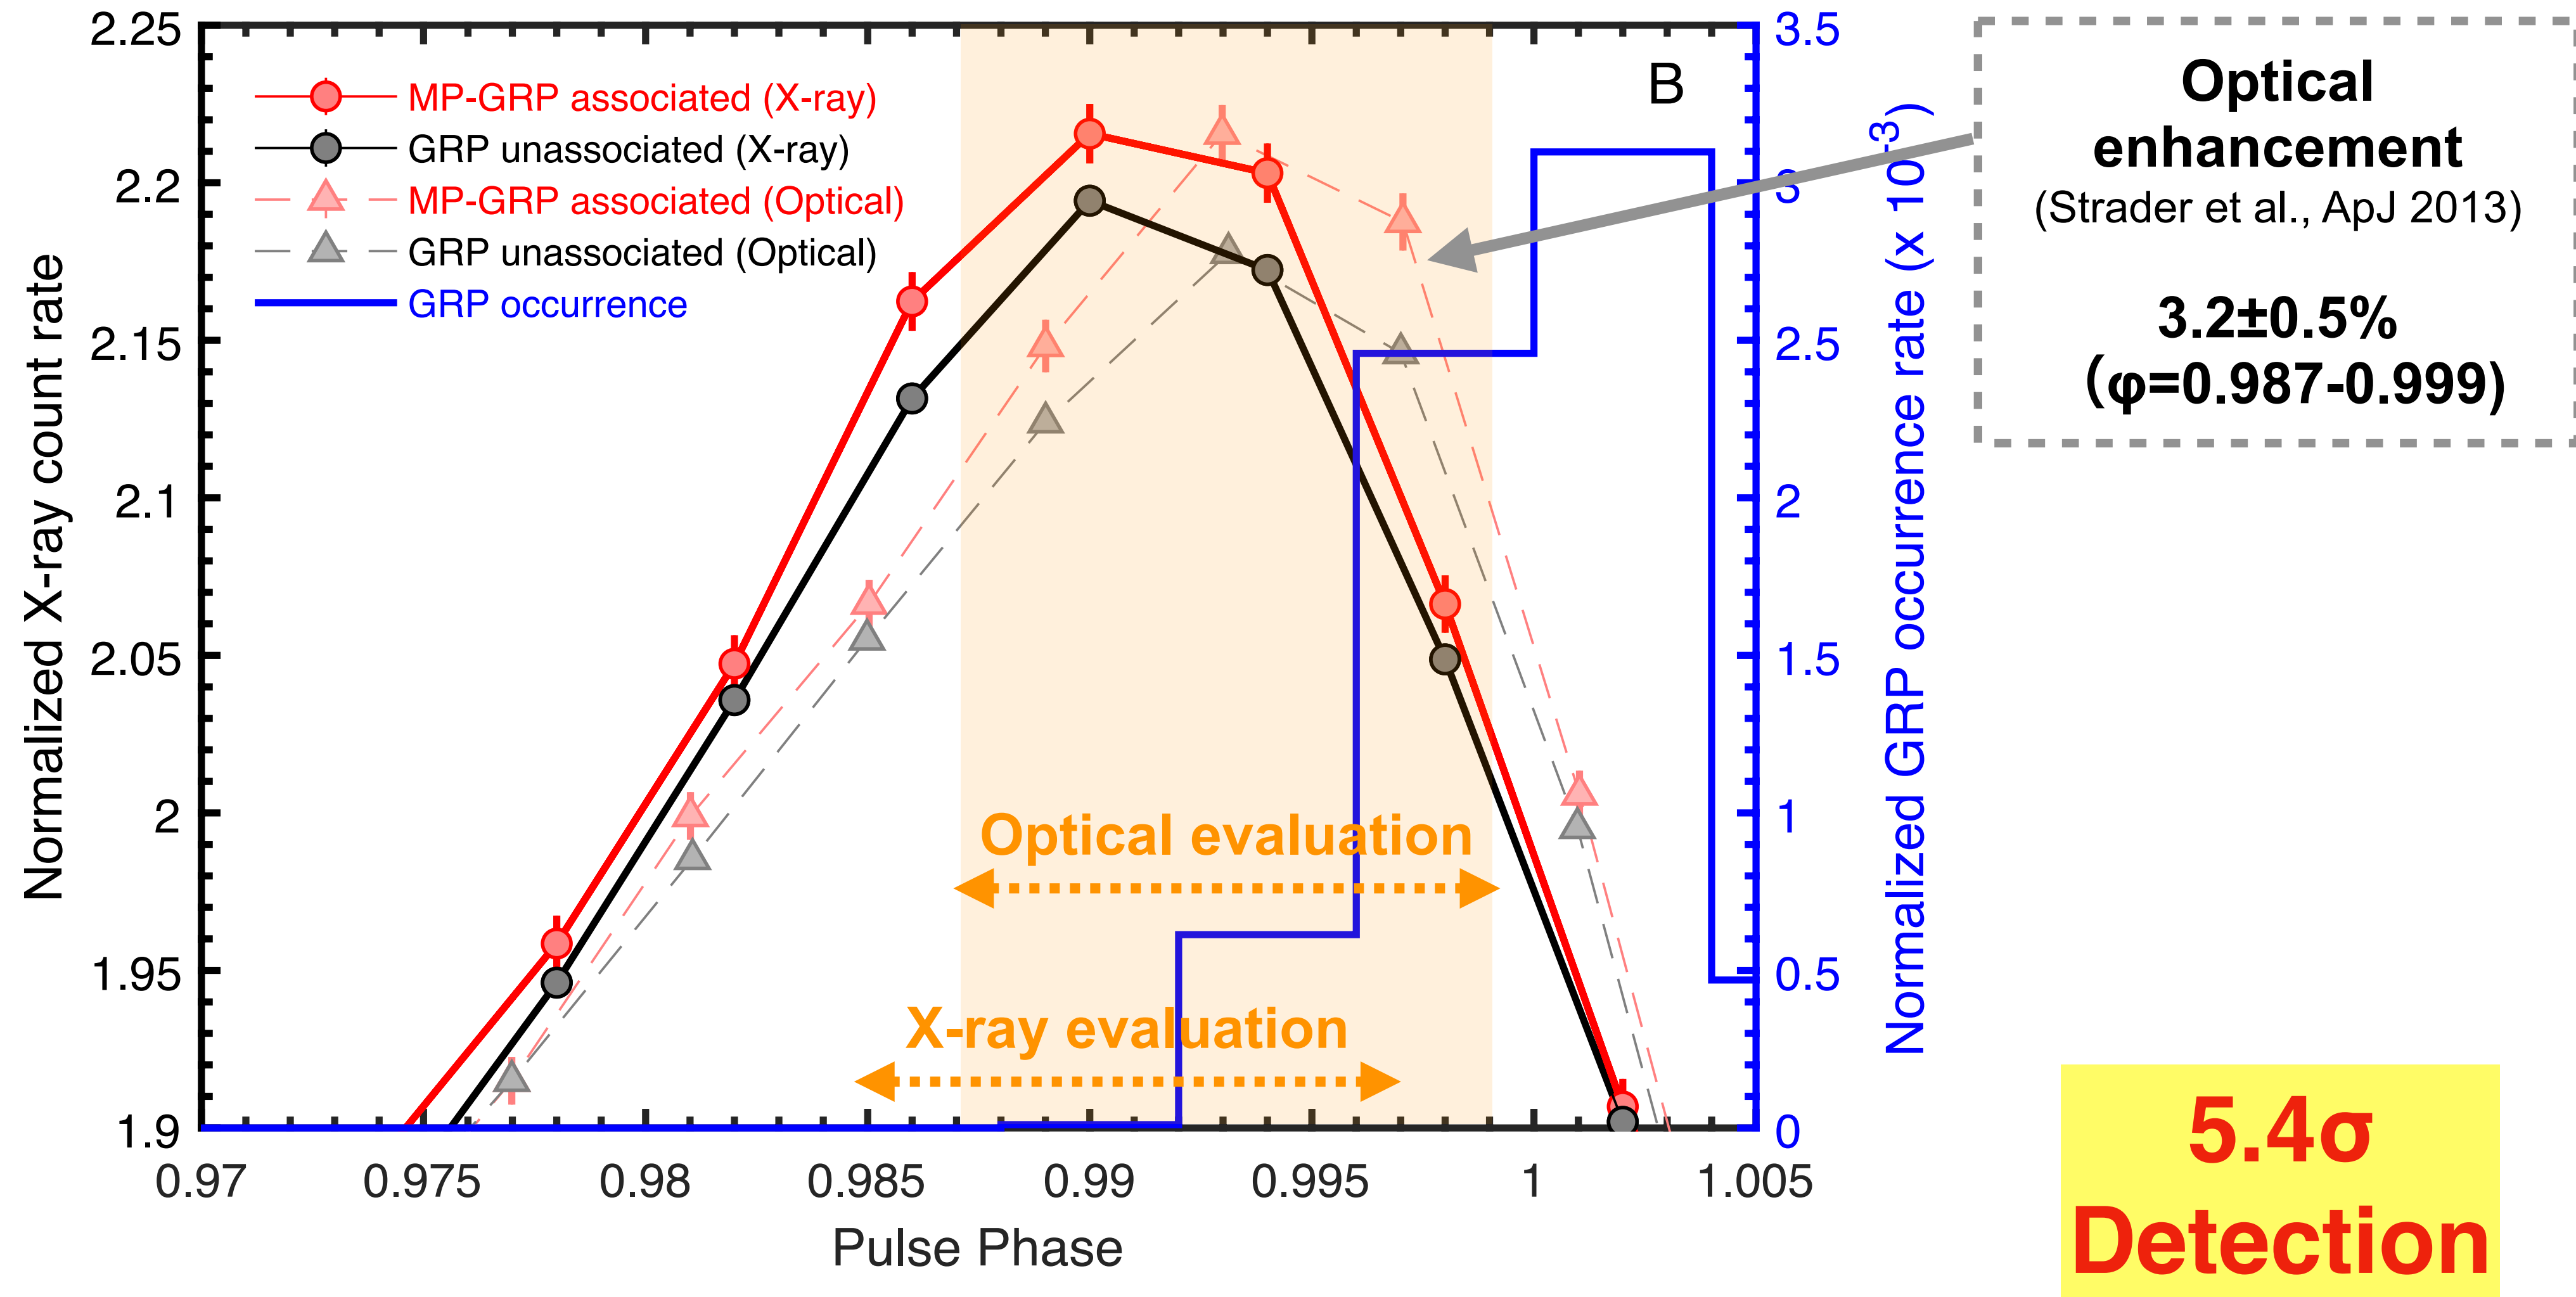 2.25
2.2
2.15
2.1
2.05
2
1.95
1.9
Normalized X-ray count rate
MP-GRP associated (X-ray)
GRP unassociated (X-ray)
MP-GRP associated (Optical)
GRP unassociated (Optical)
GRP occurrence
B
Optical evaluation
X-ray evaluation
0.97 0.975 0.98 0.985 0.99 0.995 1 1.005
Pulse Phase
3.5
3
2.5
2
1.5
1
0.5
0
Normalized GRP occurrence rate (x 10-3)
Optical
enhancement
(Strader et al., ApJ 2013)
3.2±0.5%
(φ=0.987-0.999)
5.4σ
Detection